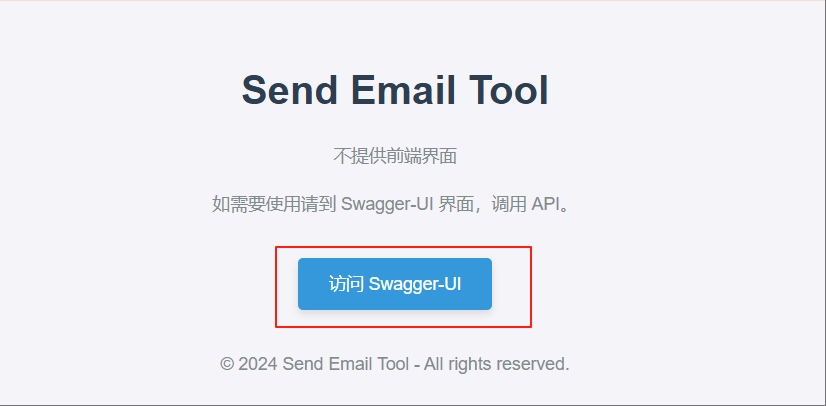 Send Email Tool
不提供前端界面
如需要使用请到 Swagger-UI 界面，调用 API。
访问 Swagger-UI
© 2024 Send Email Tool - All rights reserved.